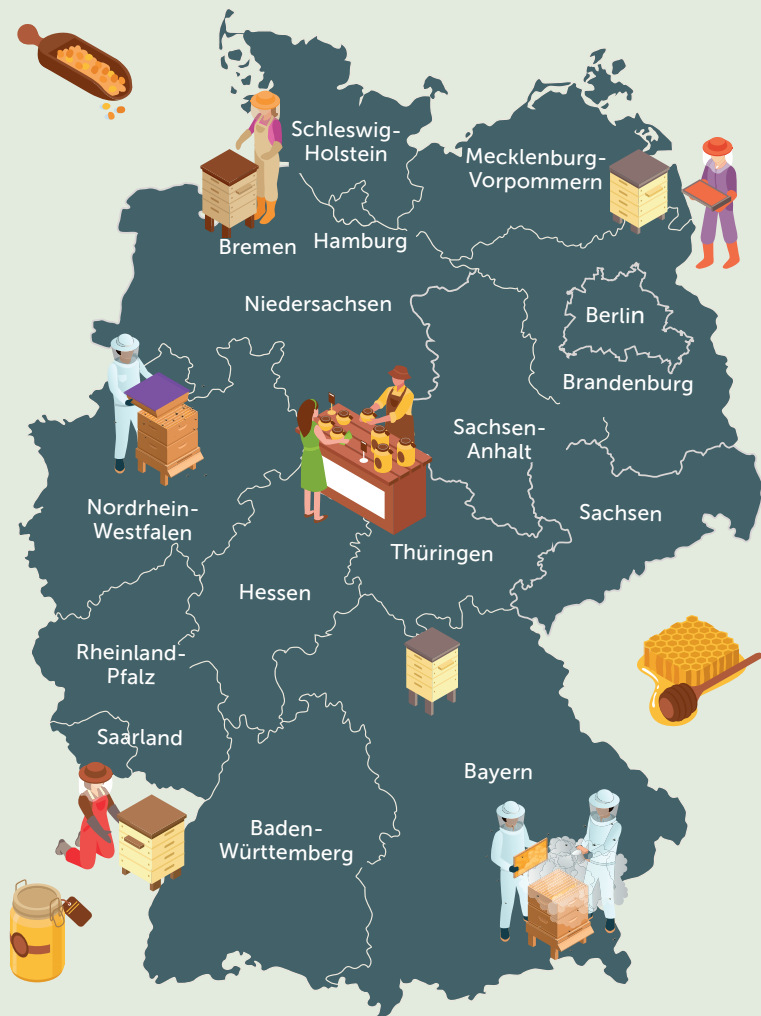 Schleswig-
Holstein
Mecklenburg-
Vorpommern
Bremen
Hamburg
Niedersachsen
Berlin
Brandenburg
Sachsen-
Anhalt
Nordrhein-
Westfalen
Sachsen
Thüringen
Hessen
Rheinland-
Pfalz
Saarland
Bayern
Baden-
Württemberg